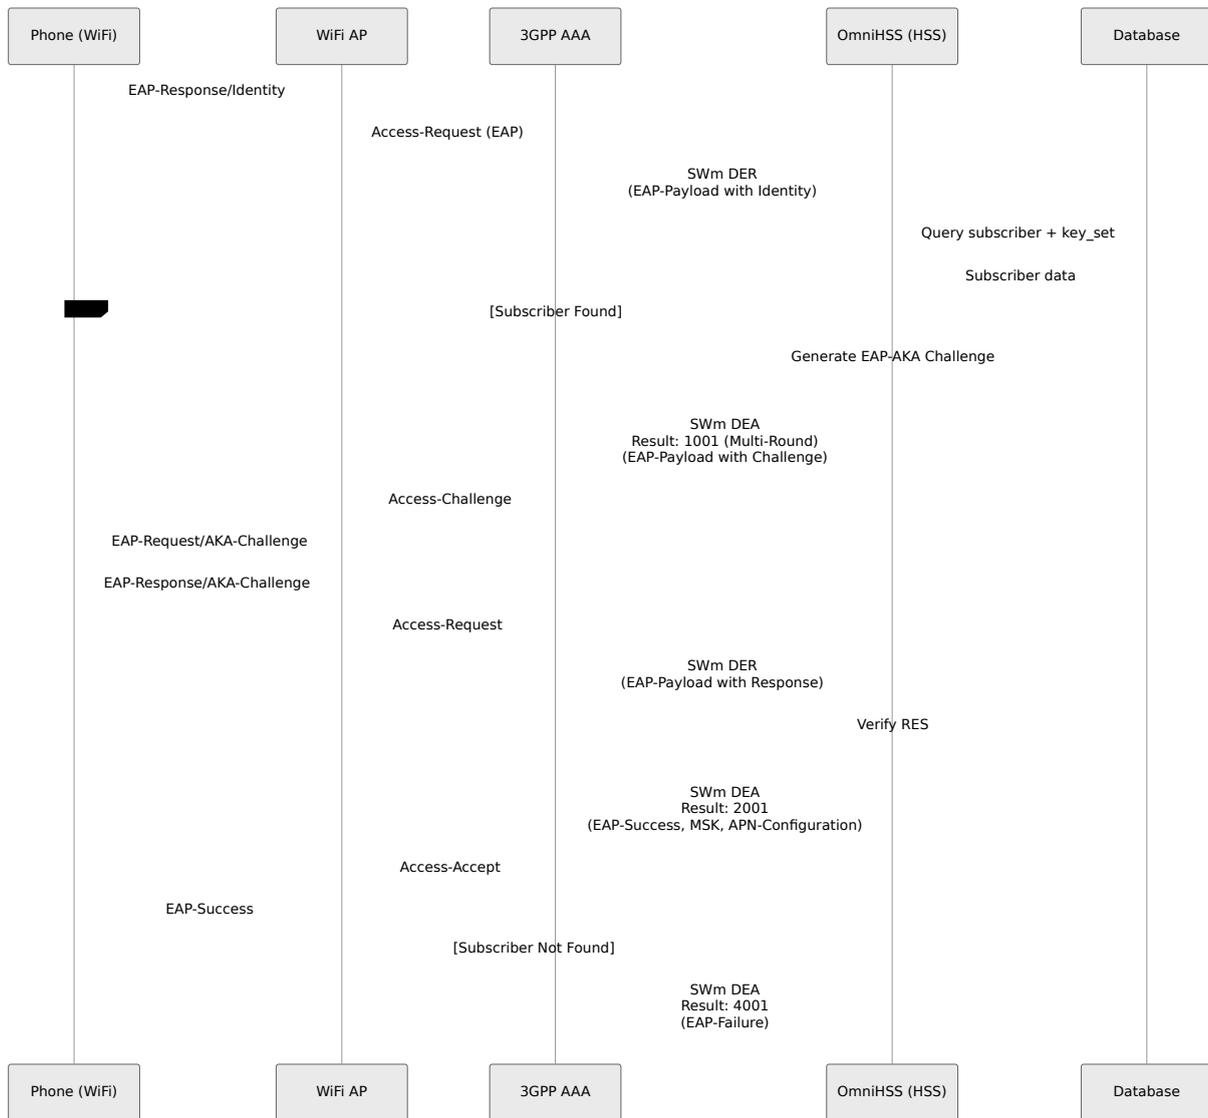 Phone (WiFi)
WiFi AP
3GPP AAA
OmniHSS (HSS)
Database
EAP-Response/Identity
Access-Request (EAP)
SWm DER
(EAP-Payload with Identity)
Query subscriber + key_set
Subscriber data
[Subscriber Found]
Generate EAP-AKA Challenge
SWm DEA
Result: 1001 (Multi-Round)
(EAP-Payload with Challenge)
Access-Challenge
EAP-Request/AKA-Challenge
EAP-Response/AKA-Challenge
Access-Request
SWm DER
(EAP-Payload with Response)
Verify RES
SWm DEA
Result: 2001
(EAP-Success, MSK, APN-Configuration)
Access-Accept
EAP-Success
[Subscriber Not Found]
SWm DEA
Result: 4001
(EAP-Failure)
Phone (WiFi)
WiFi AP
3GPP AAA
OmniHSS (HSS)
Database